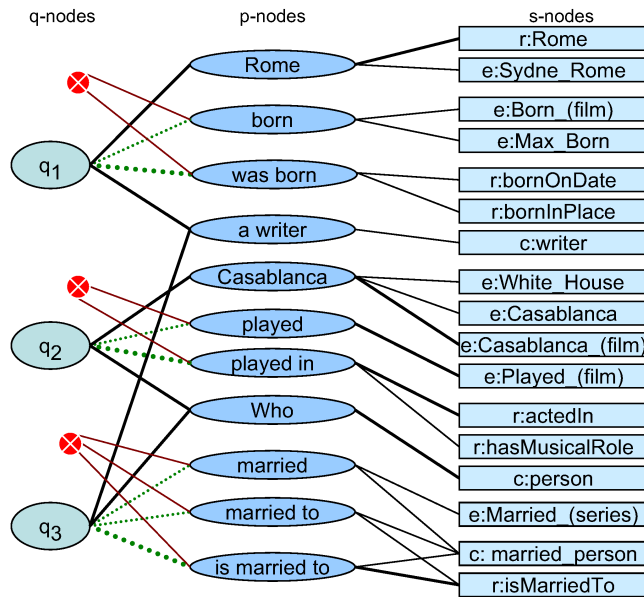 q-nodes p-nodes s-nodes
Rome
born
was born
a writer
Casablanca
played
played in
Who
married
married to
is married to
q1
q2
q3
r:Rome
e:Sydne_Rome
e:Born_(film)
e:Max_Born
r:bornOnDate
r:bornInPlace
c:writer
e:White_House
e:Casablanca
e:Casablanca_(film)
e:Played_(film)
r:actedIn
r:hasMusicalRole
c:person
e:Married_(series)
c: married_person
r:isMarriedTo